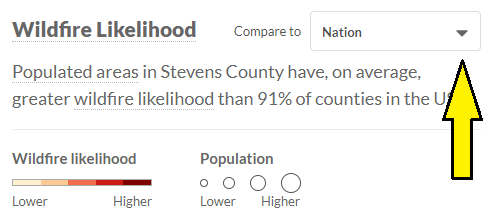 Wildfire Likelihood
Compare to Nation
Populated areas in Stevens County have, on average,
greater wildfire likelihood than 91% of counties in the
Wildfire likelihood
Population
Lower Higher
Lower Higher